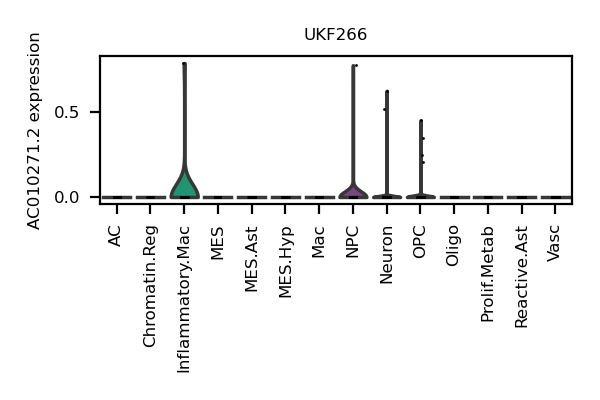 UKF266
AC010271.2 expression
0.5
0.0
AC
Chromatin.Reg
Inflammatory.Mac
MES
MES.Ast
MES.Hyp
Mac
NPC
Neuron
OPC
Oligo
Prolif.Metab
Reactive.Ast
Vasc